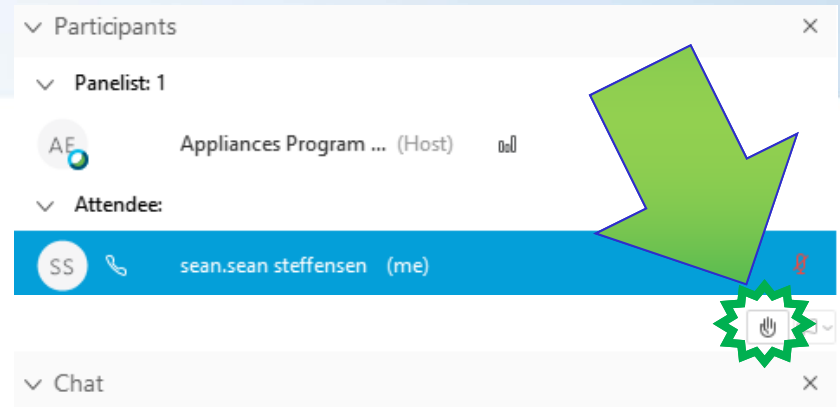 Participants
Panelist: 1
AE
Appliances Program ... (Host)
Attendee:
SS
sean.sean steffensen (me)
Chat